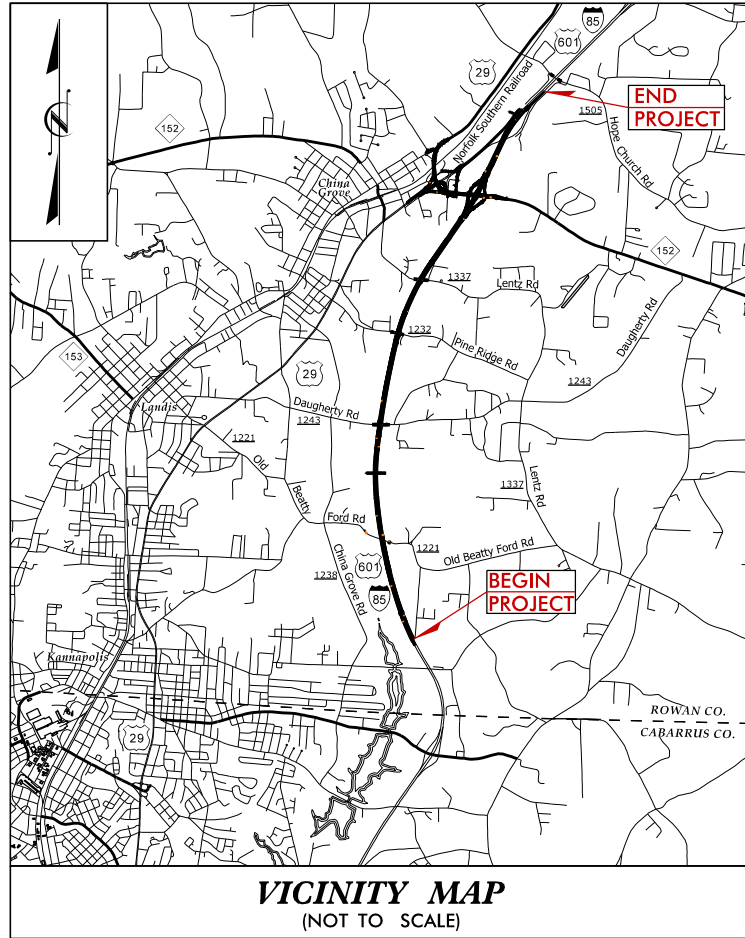 85
601
29
Norfolk Southern Railroad
END
PROJECT
1505
Hope Church Rd
152
China
Grove
152
1337
Lentz Rd
1232
Pine Ridge Rd
Daugherty Rd
153
29
1243
Landis
Daugherty Rd
1243
1221
Old
Beatty
Ford Rd
1337
Lentz Rd
1221
Old Beatty Ford Rd
China Grove Rd
1238
601
85
BEGIN
PROJECT
Kannapolis
29
ROWAN CO.
CABARRUS CO.
VICINITY MAP
(NOT TO SCALE)